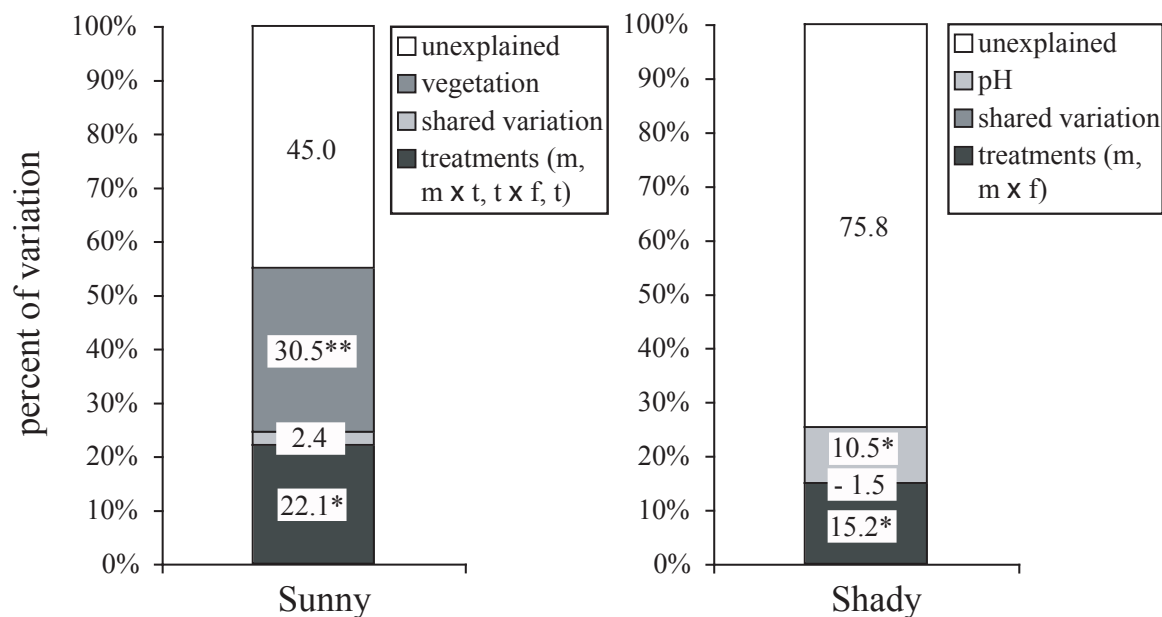 percent of variation
100%
90%
80%
70%
60%
50%
40%
30%
20%
10%
0%
45.0
30.5**
2.4
22.1*
Sunny
unexplained
vegetation
shared variation
treatments (m,
m x t, t x f, t)
100%
90%
80%
70%
60%
50%
40%
30%
20%
10%
0%
75.8
10.5*
- 1.5
15.2*
Shady
unexplained
pH
shared variation
treatments (m,
m x f)